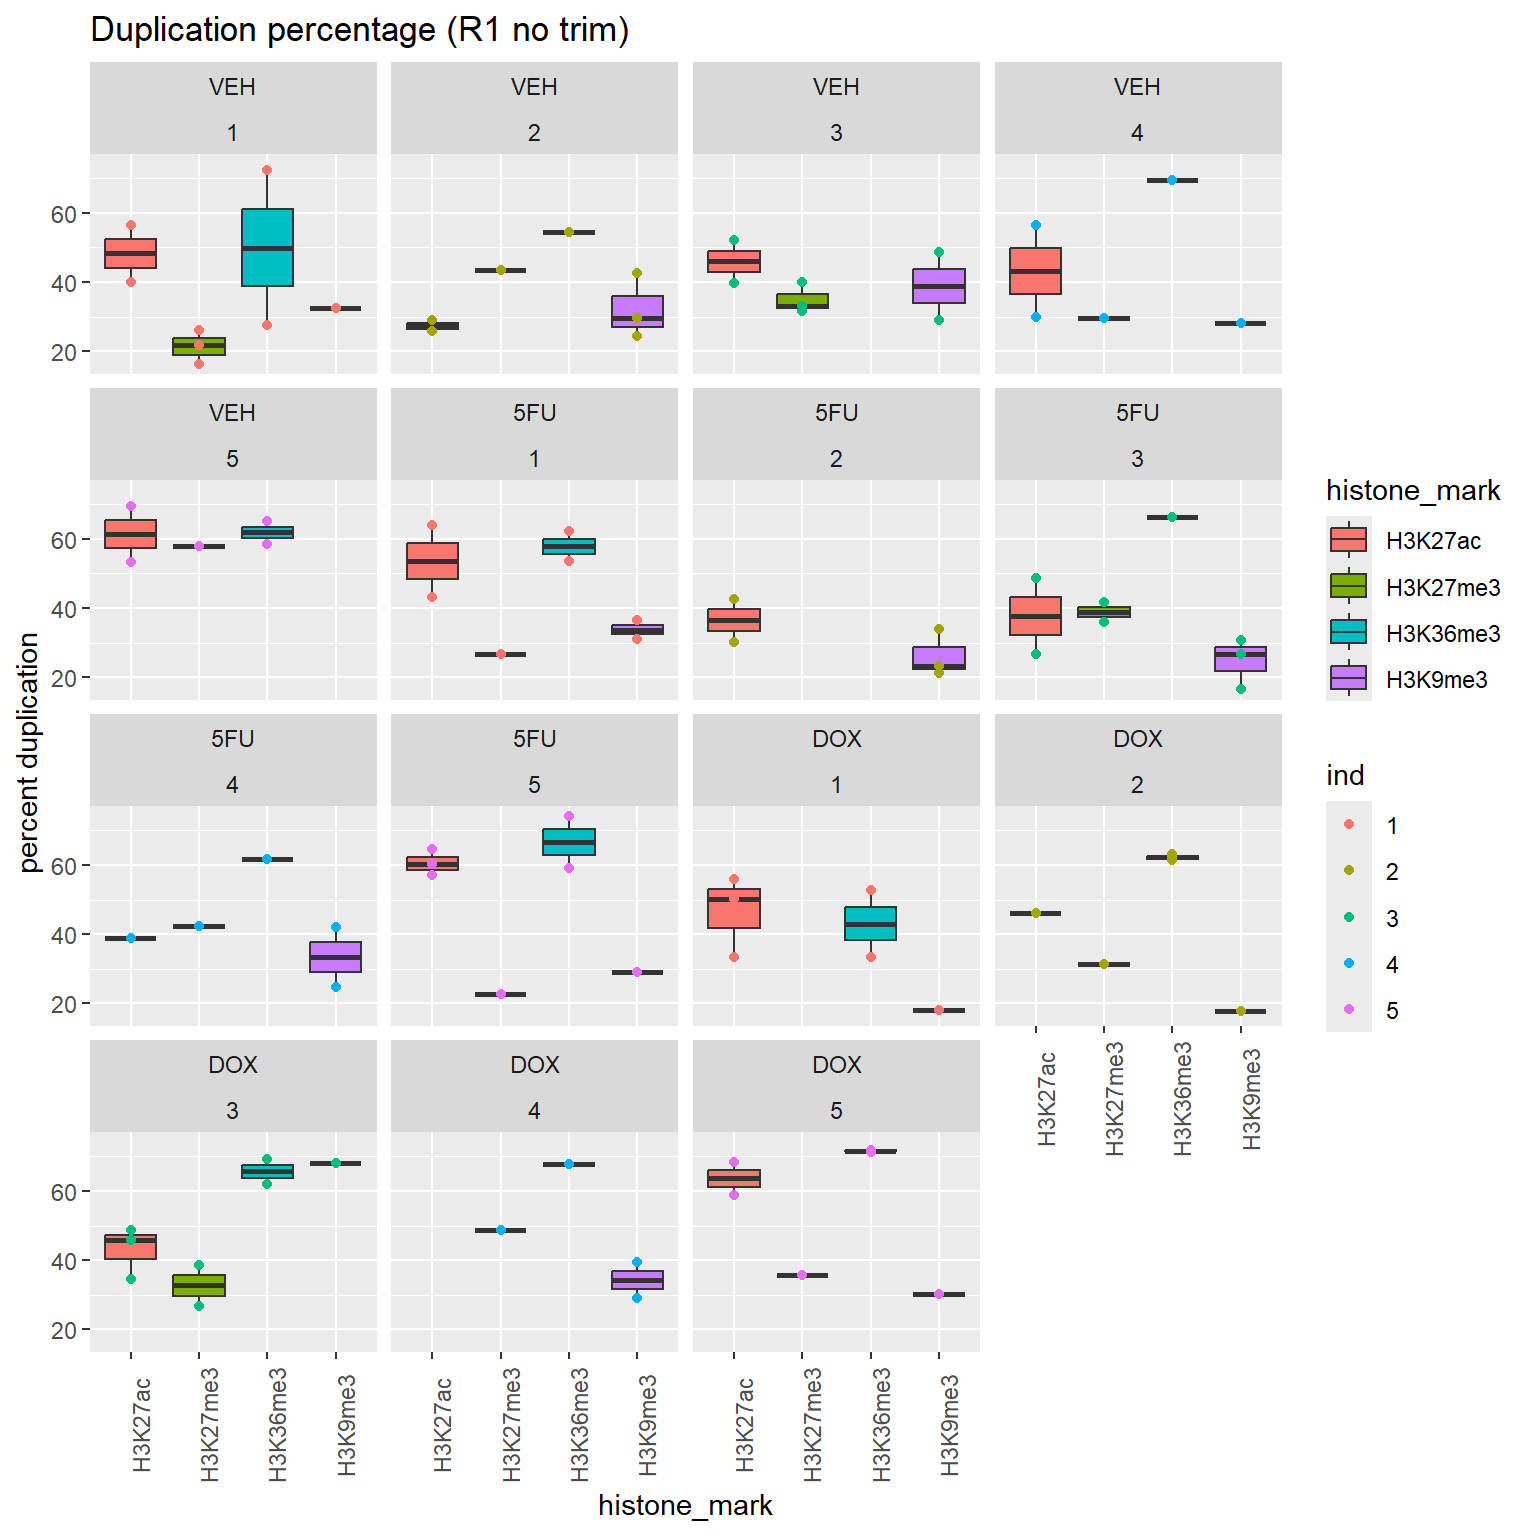 Duplication percentage (R1 no trim)
VEH
1
VEH
2
VEH
3
VEH
4
60
40
20
VEH
5
5FU
1
5FU
2
5FU
3
60
40
20
5FU
4
5FU
5
DOX
1
DOX
2
60
40
20
H3K27ac
H3K27me3
H3K36me3
H3K9me3
DOX
3
DOX
4
DOX
5
60
40
20
H3K27ac
H3K27me3
H3K36me3
H3K9me3
H3K27ac
H3K27me3
H3K36me3
H3K9me3
H3K27ac
H3K27me3
H3K36me3
H3K9me3
histone_mark
percent duplication
histone_mark
H3K27ac
H3K27me3
H3K36me3
H3K9me3
ind
1
2
3
4
5